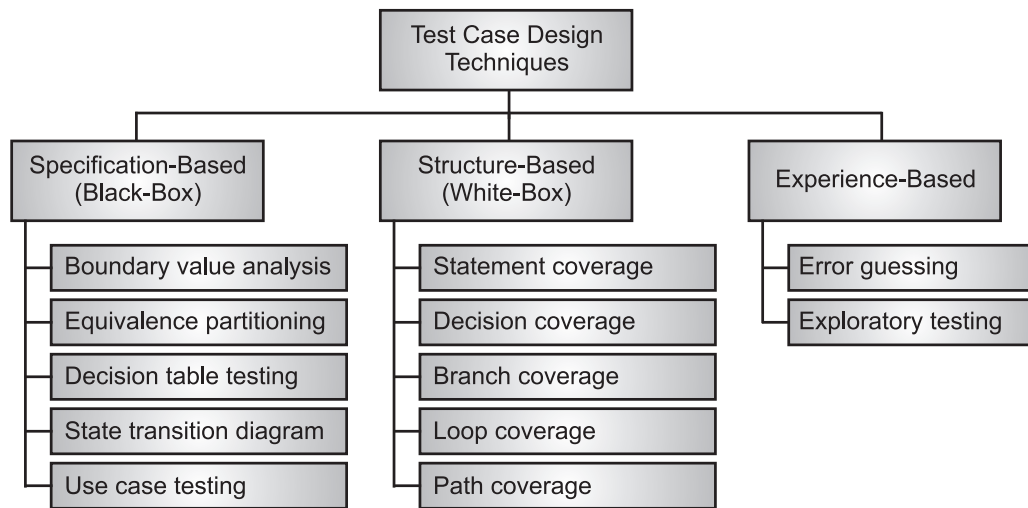 Test Case Design
Techniques
Specification-Based
(Black-Box)
Boundary value analysis
Equivalence partitioning
Decision table testing
State transition diagram
Use case testing
Structure-Based
(White-Box)
Statement coverage
Decision coverage
Branch coverage
Loop coverage
Path coverage
Experience-Based
Error guessing
Exploratory testing